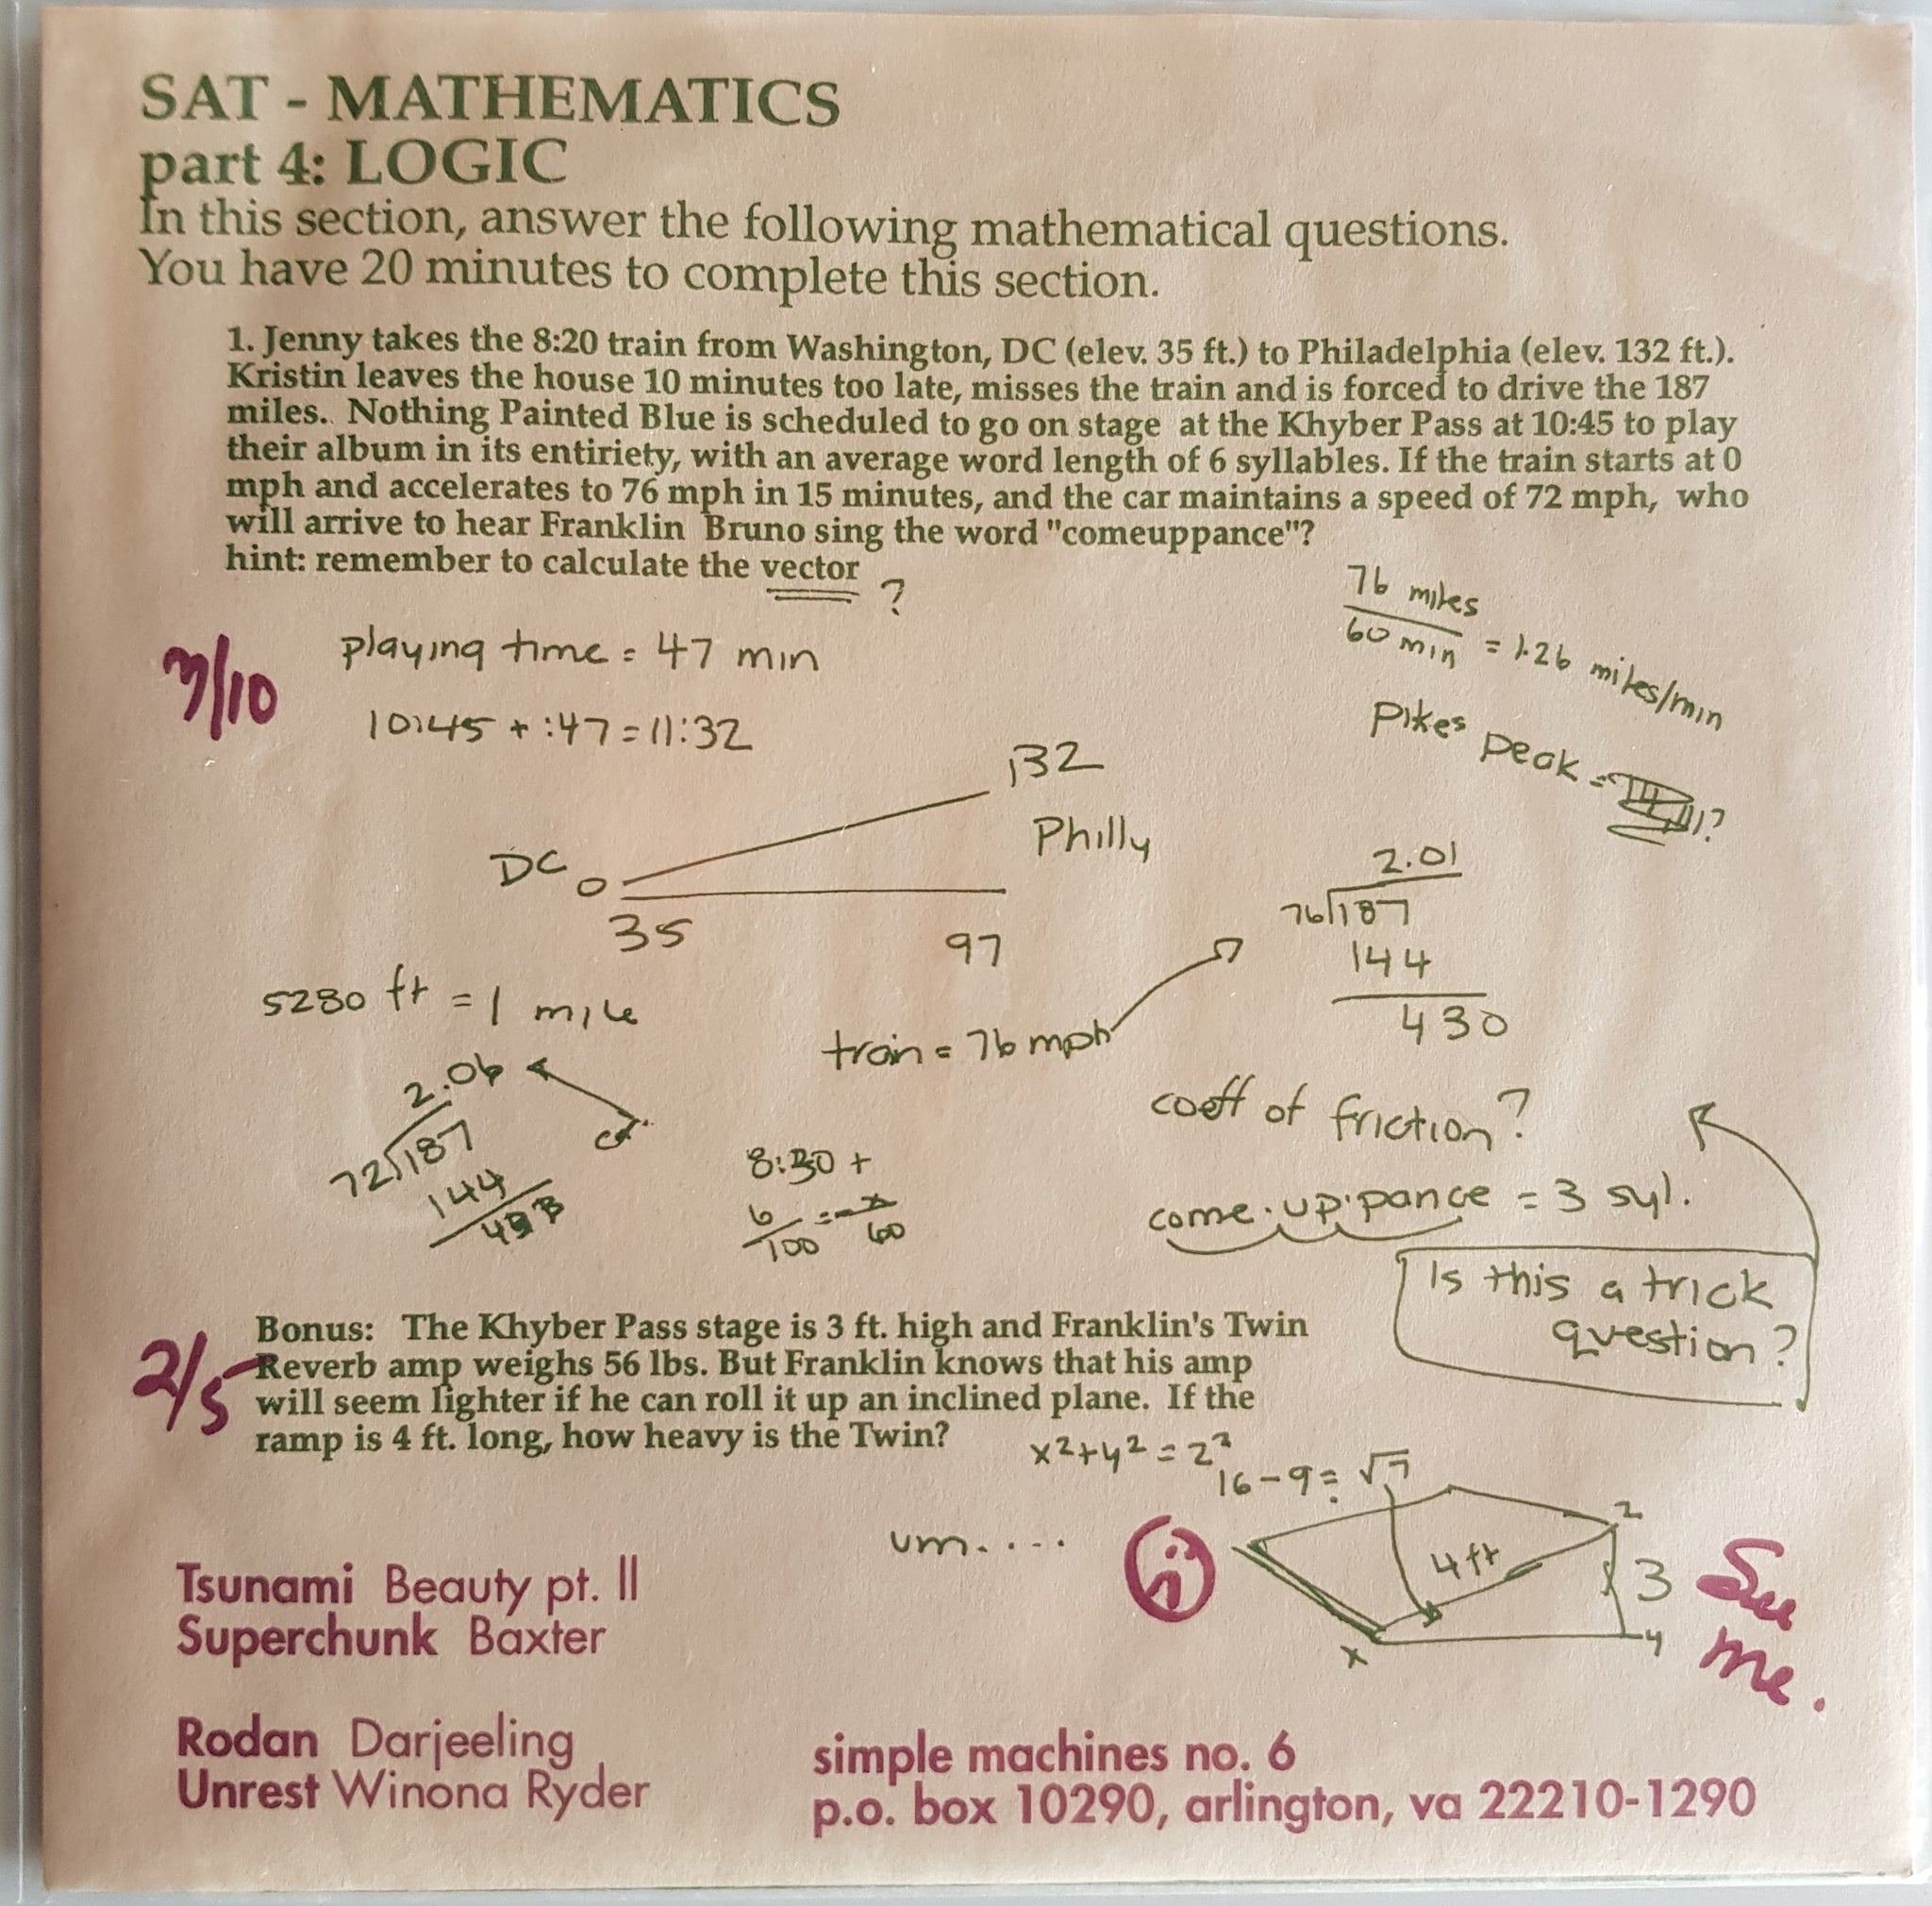 SAT - MATHEMATICS
part 4: LOGIC
In this section, answer the following mathematical questions.
You have 20 minutes to complete this section.
1. Jenny takes the 8:20 train from Washington, DC (elev. 35 ft.) to Philadelphia (elev. 132 ft.).
Kristin leaves the house 10 minutes too late, misses the train and is forced to drive the 187
miles.. Nothing Painted Blue is scheduled to go on stage at the Khyber Pass at 10:45 to play
their album in its entiriety, with an average word length of 6 syllables. If the train starts at 0
mph and accelerates to 76 mph in 15 minutes, and the car maintains a speed of 72 mph, who
will arrive to hear Franklin Bruno sing the word "comeuppance"?
hint: remember to calculate the vector
?
76 miles
60 min = 1.26 miles/min
3/10
playing time = 47 min
10:45 + :47 = 11:32
Pikes Peak = ?
132
Philly
DC
35
97
2.01
76 187
144
430
5280 ft = 1 mile
train = 76 mph
2.06
72 187
144
8:30 +
6/100 = x/60
coeff of friction?
come·up·pance = 3 syl.
Is this a trick
question?
2/5
Bonus: The Khyber Pass stage is 3 ft. high and Franklin's Twin
Reverb amp weighs 56 lbs. But Franklin knows that his amp
will seem lighter if he can roll it up an inclined plane. If the
ramp is 4 ft. long, how heavy is the Twin?
x²+y²=z²
16-9=√7
um....
z
4ft
3
x
y
See
me.
Tsunami Beauty pt. II
Superchunk Baxter
Rodan Darjeeling
Unrest Winona Ryder
simple machines no. 6
p.o. box 10290, arlington, va 22210-1290